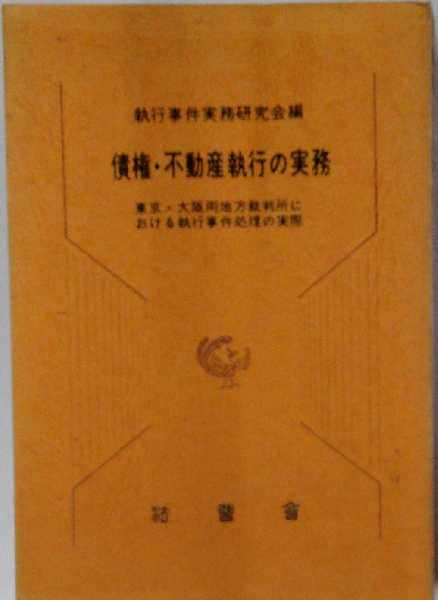 執行事件実務研究会編
債権・不動産執行の実務
東京・大阪両地方裁判所に
おける執行事件処理の実際
法曹會